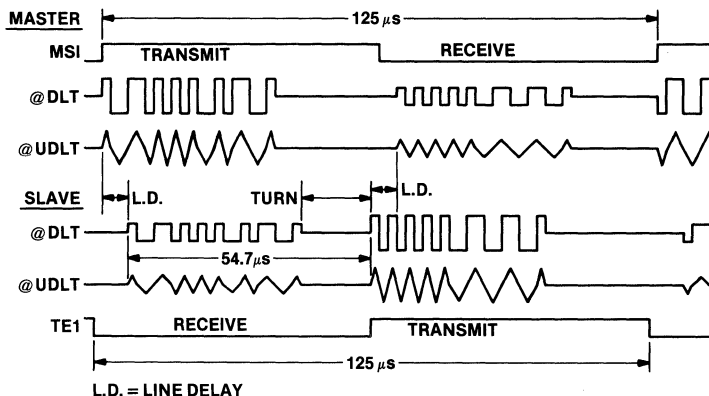 MASTER
125 μs
MSI
TRANSMIT
RECEIVE
@DLT
@UDLT
L.D.
TURN
L.D.
SLAVE
@DLT
54.7μs
@UDLT
TE1
RECEIVE
TRANSMIT
125 μs
L.D. = LINE DELAY